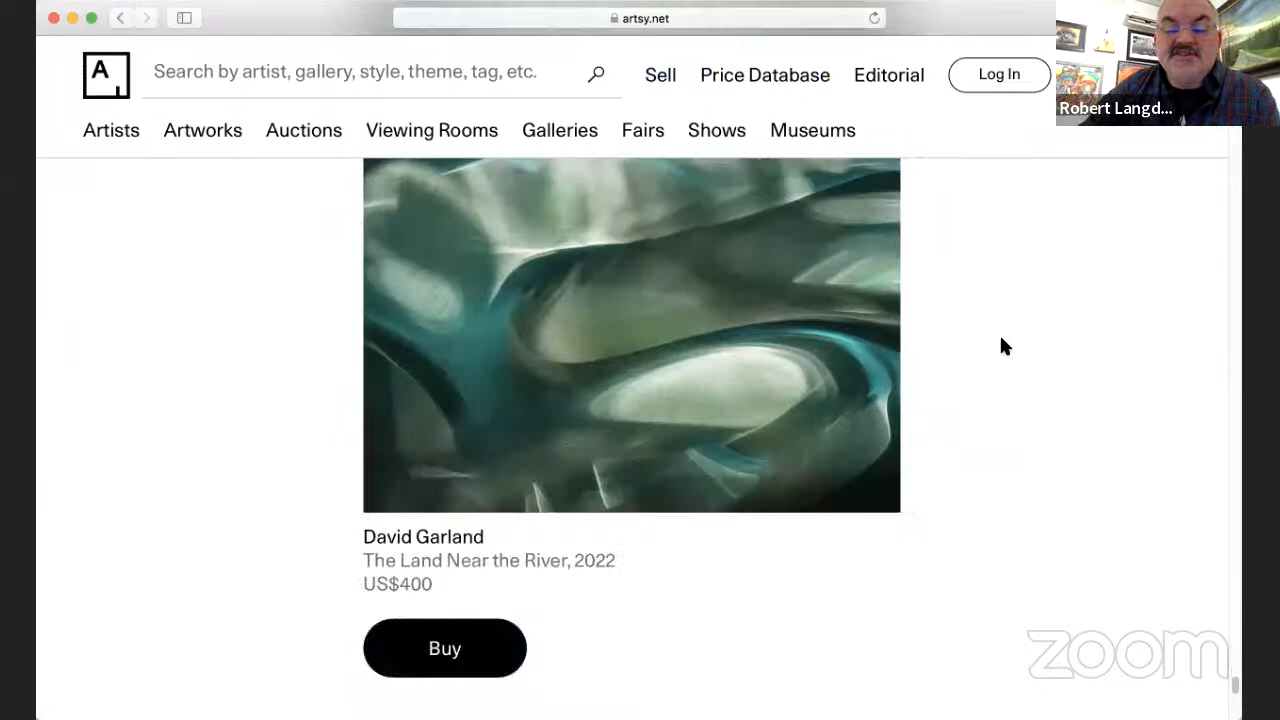 artsy.net
A
Search by artist, gallery, style, theme, tag, etc.
Sell
Price Database
Editorial
Log In
Robert Langd...
Artists
Artworks
Auctions
Viewing Rooms
Galleries
Fairs
Shows
Museums
David Garland
The Land Near the River, 2022
US$400
Buy
zoom